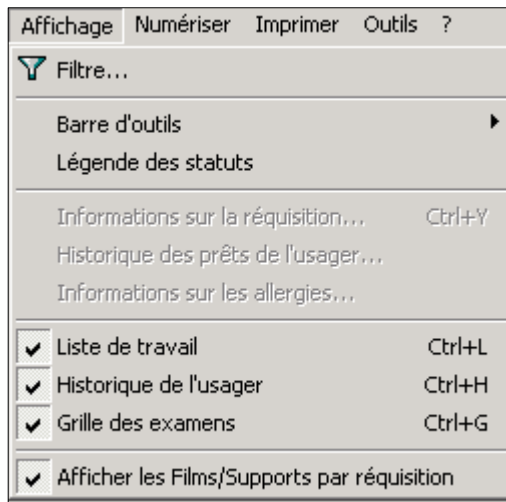 Affichage Numériser Imprimer Outils ?
Filtre...
Barre d'outils
Légende des statuts
Informations sur la réquisition... Ctrl+Y
Historique des prêts de l'usager...
Informations sur les allergies...
Liste de travail Ctrl+L
Historique de l'usager Ctrl+H
Grille des examens Ctrl+G
Afficher les Films/Supports par réquisition